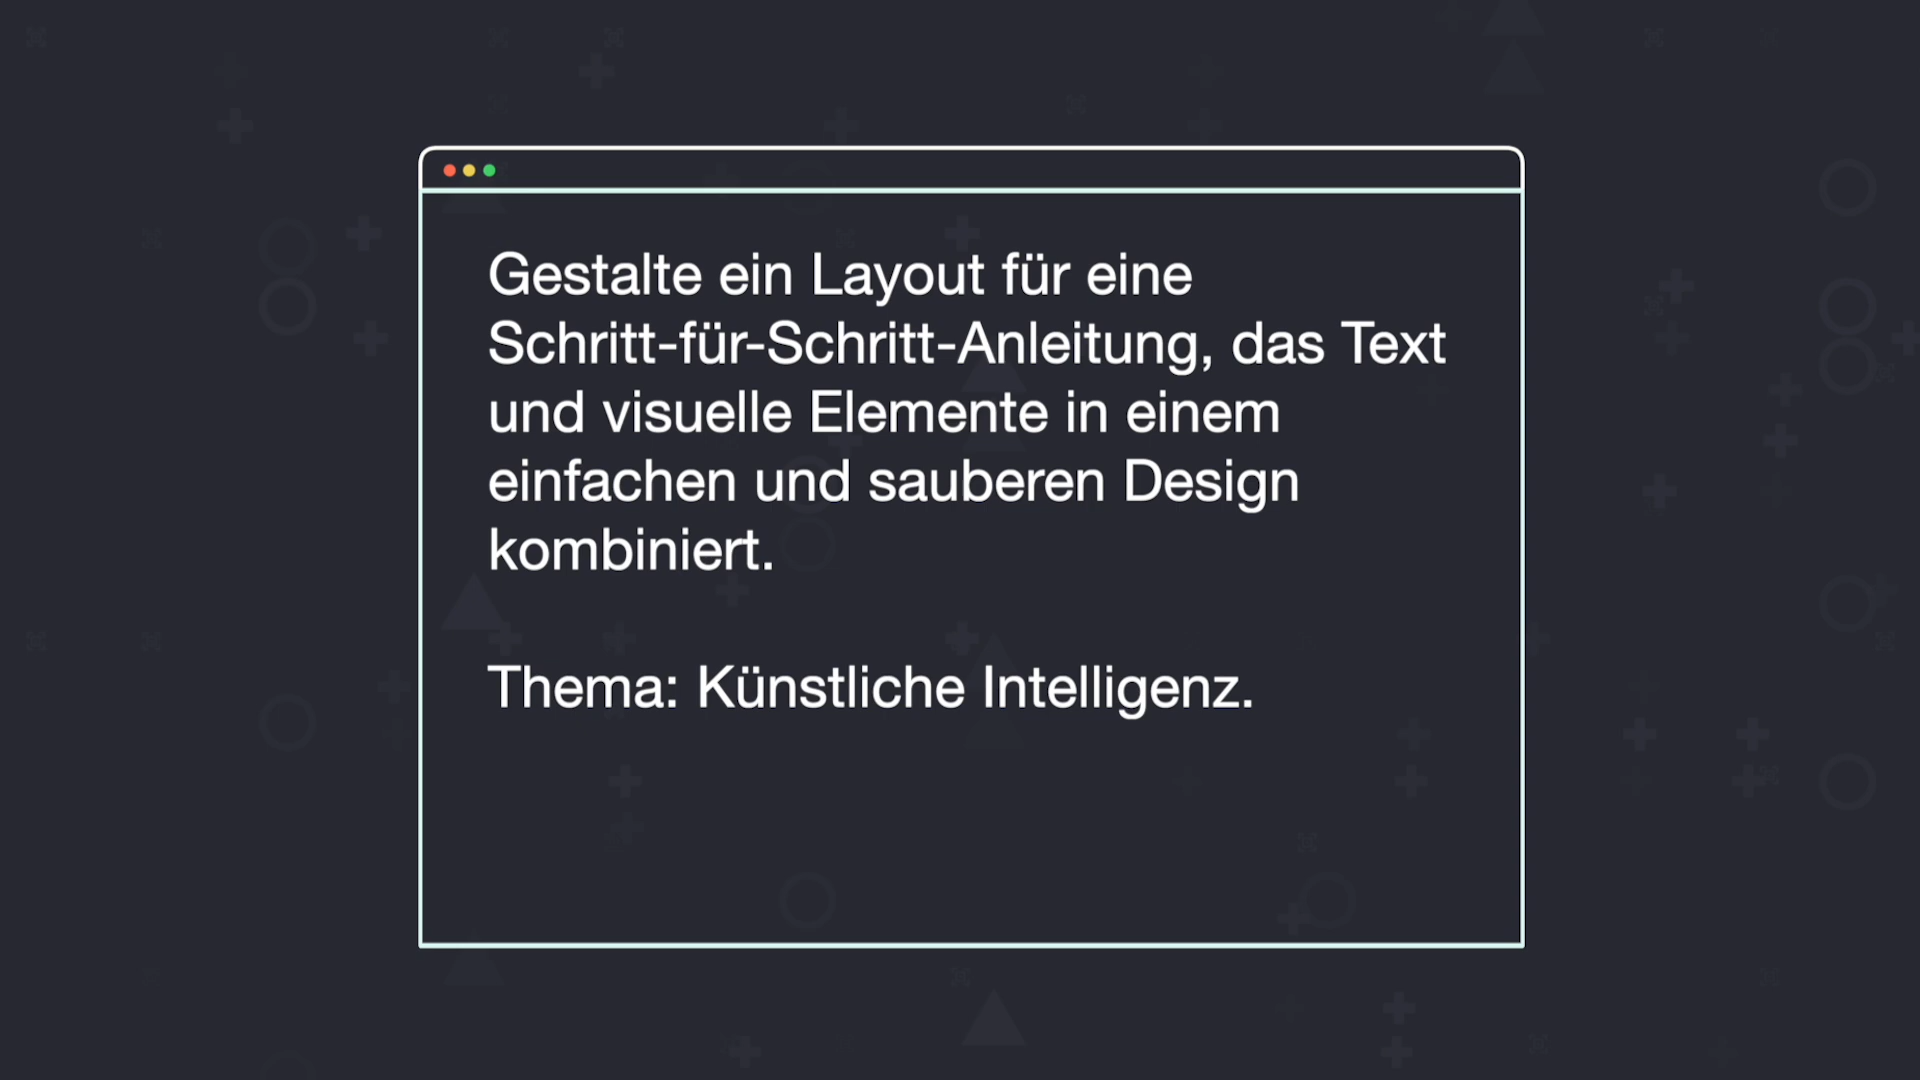 Gestalte ein Layout für eine
Schritt-für-Schritt-Anleitung, das Text
und visuelle Elemente in einem
einfachen und sauberen Design
kombiniert.
Thema: Künstliche Intelligenz.